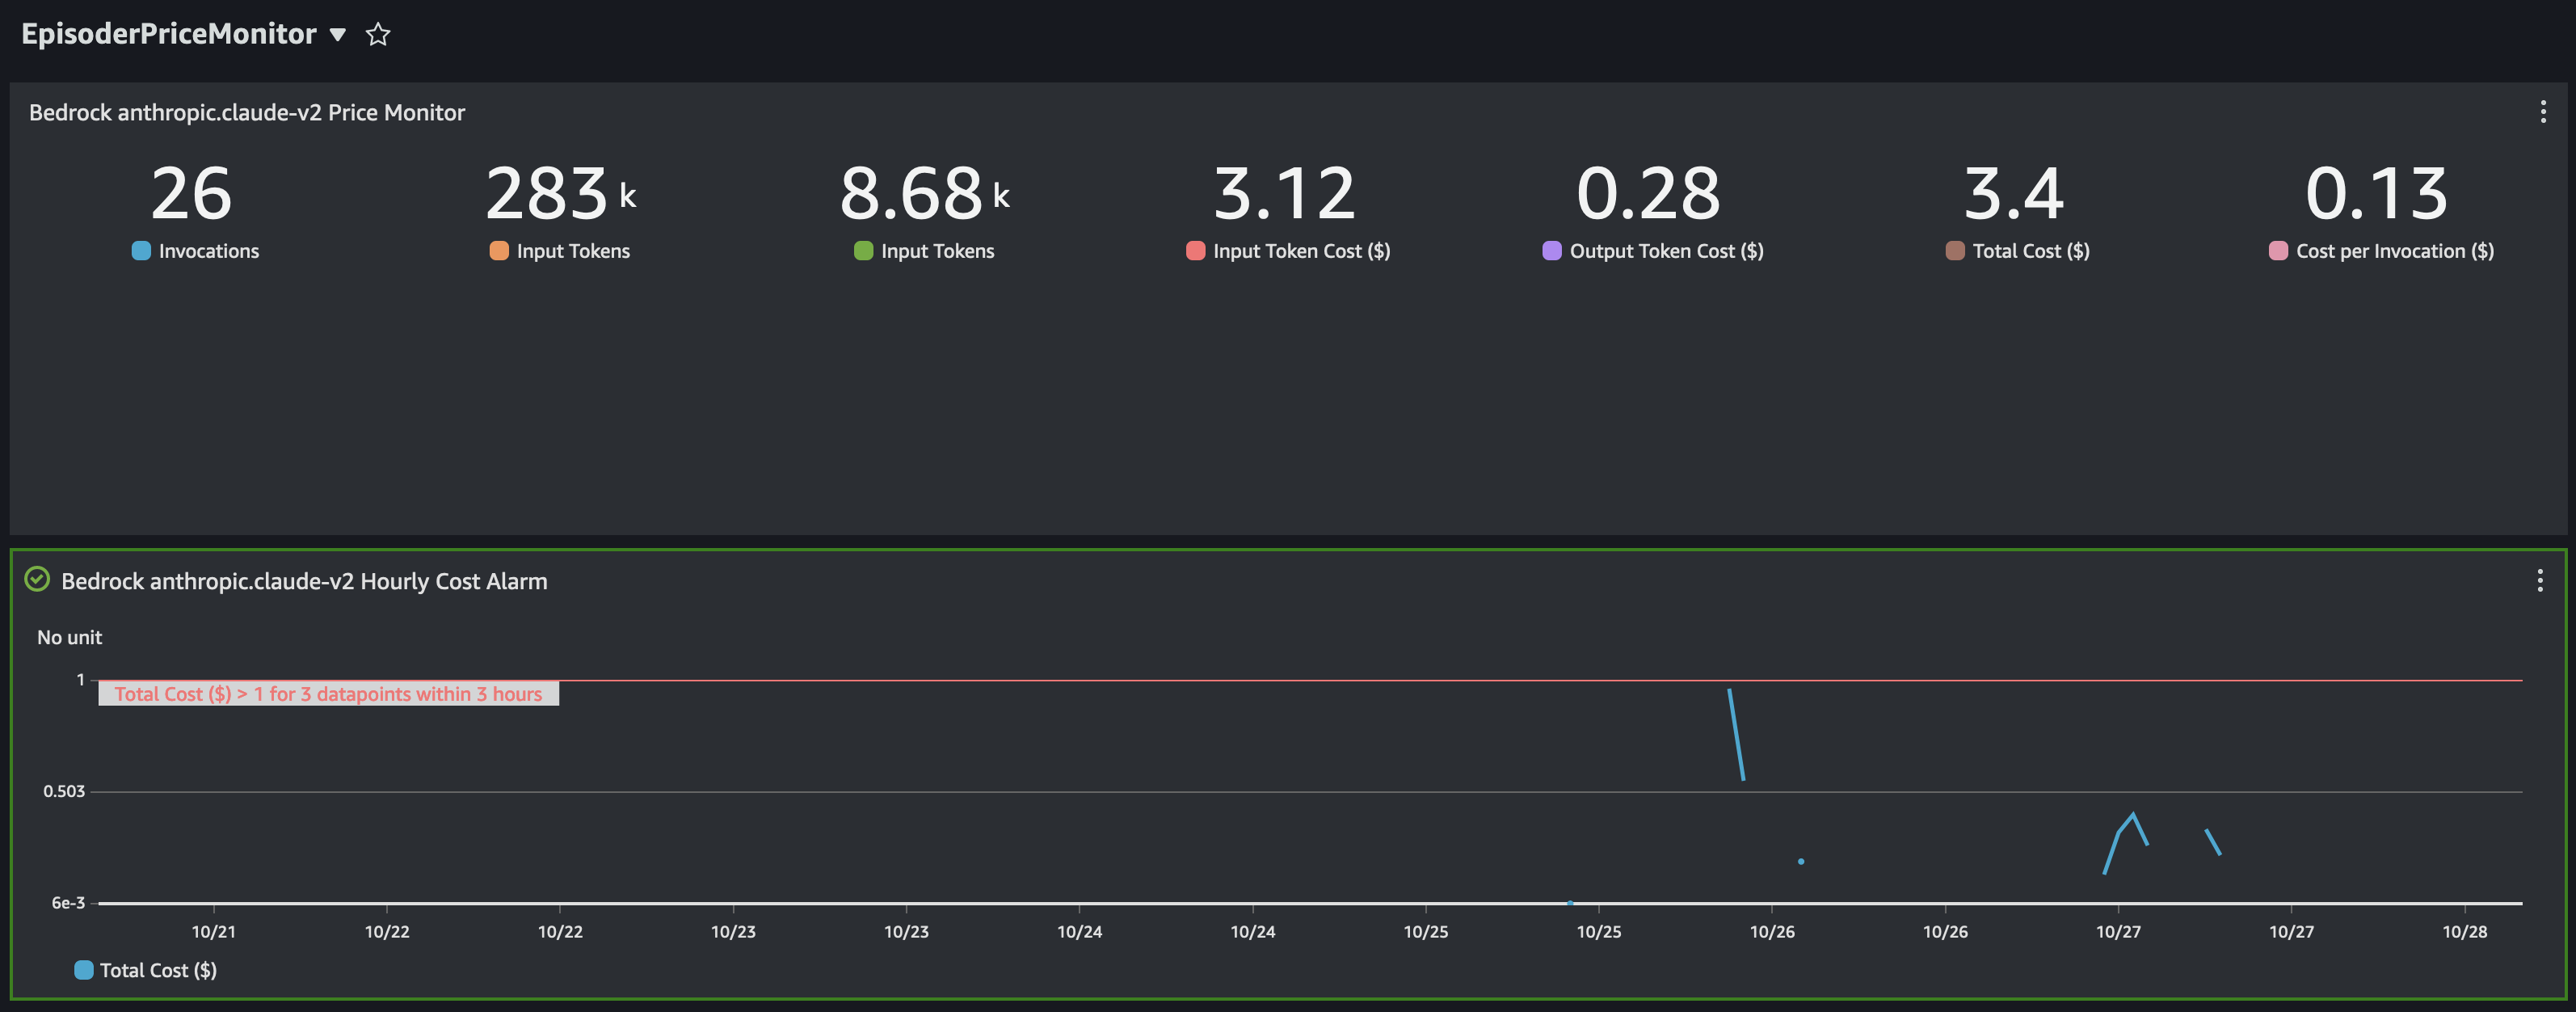 EpisoderPriceMonitor
Bedrock anthropic.claude-v2 Price Monitor
26 283 k 8.68 k 3.12 0.28 3.4 0.13
Invocations Input Tokens Input Tokens Input Token Cost ($) Output Token Cost ($) Total Cost ($) Cost per Invocation ($)
Bedrock anthropic.claude-v2 Hourly Cost Alarm
No unit
1
Total Cost ($) > 1 for 3 datapoints within 3 hours
0.503
6e-3
10/21 10/22 10/22 10/23 10/23 10/24 10/24 10/25 10/25 10/26 10/26 10/27 10/27 10/28
Total Cost ($)